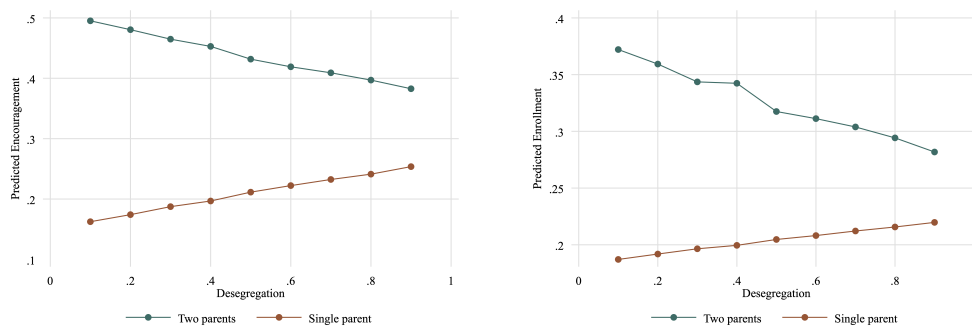 .5
.4
.3
.2
.1
Predicted Encouragement
0
.2
.4
.6
.8
1
Desegregation
Two parents
Single parent
.4
.35
.3
.25
.2
Predicted Enrollment
0
.2
.4
.6
.8
Desegregation
Two parents
Single parent